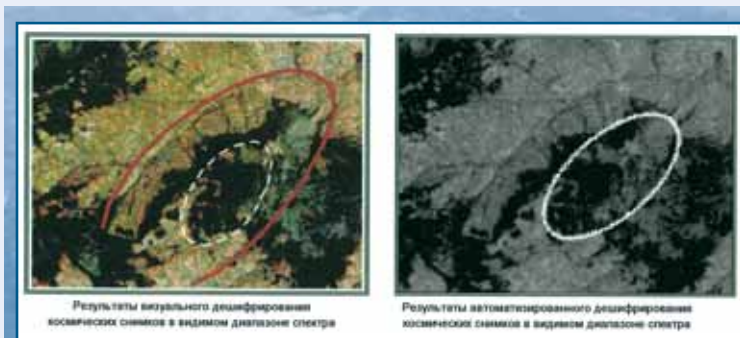 Результаты визуального дешифрирования
космических снимков в видимом диапазоне спектра
Результаты автоматизированного дешифрирования
космических снимков в видимом диапазоне спектра